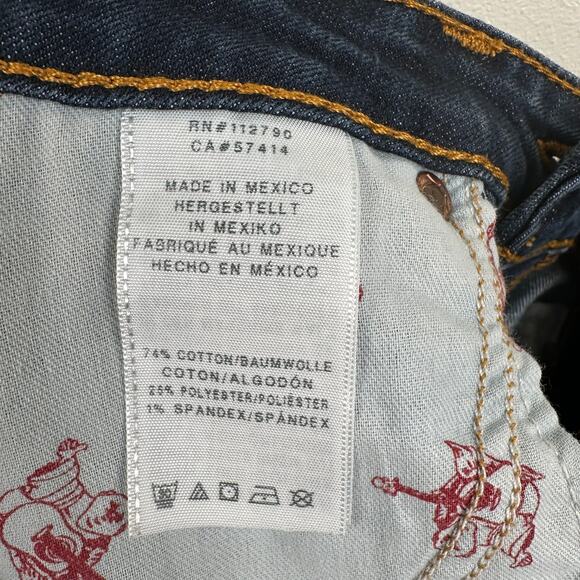 RN#112790
CA#57414
MADE IN MEXICO
HERGESTELLT
IN MEXIKO
FABRIQUÉ AU MEXIQUE
HECHO EN MÉXICO
74% COTTON/BAUMWOLLE
COTON/ALGODÓN
25% POLYESTER/POLIÉSTER
1% SPANDEX/SPÁNDEX
30